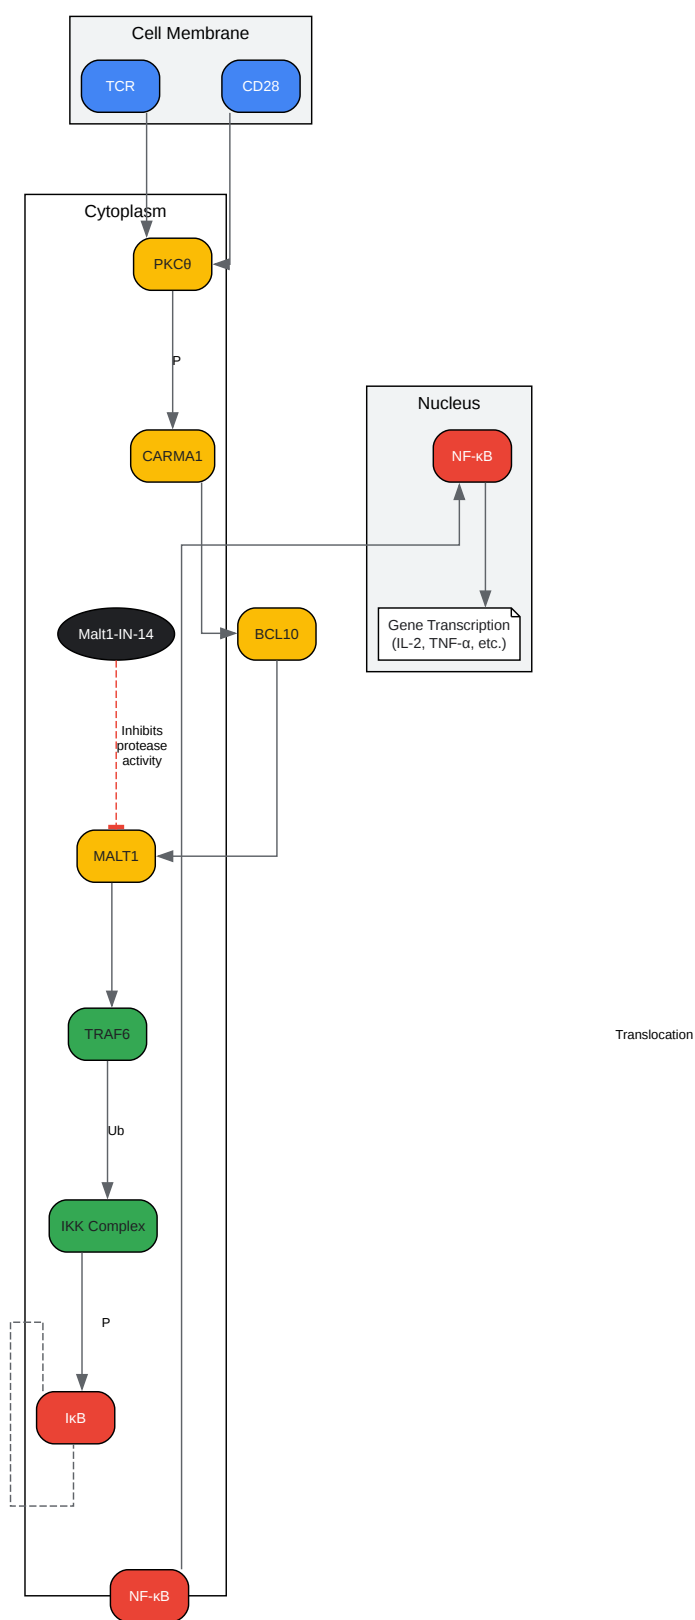 Cell Membrane
TCR
CD28
Cytoplasm
PKCθ
P
Nucleus
CARMA1
NF-κB
Malt1-IN-14
BCL10
Gene Transcription
(IL-2, TNF-α, etc.)
Inhibits
protease
activity
MALT1
TRAF6
Translocation
Ub
IKK Complex
P
IκB
NF-κB